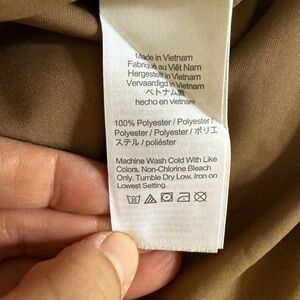 Made in Vietnam
Fabriqué au Viêt Nam
Hergestellt in Vietnam
Vervaardigd in Vietnam
ベトナム製
hecho en vietnam
100% Polyester / Polyester /
Polyester / Polyester / ポリエ
ステル / poliéster
Machine Wash Cold With Like
Colors. Non-Chlorine Bleach
Only. Tumble Dry Low. Iron on
Lowest Setting.